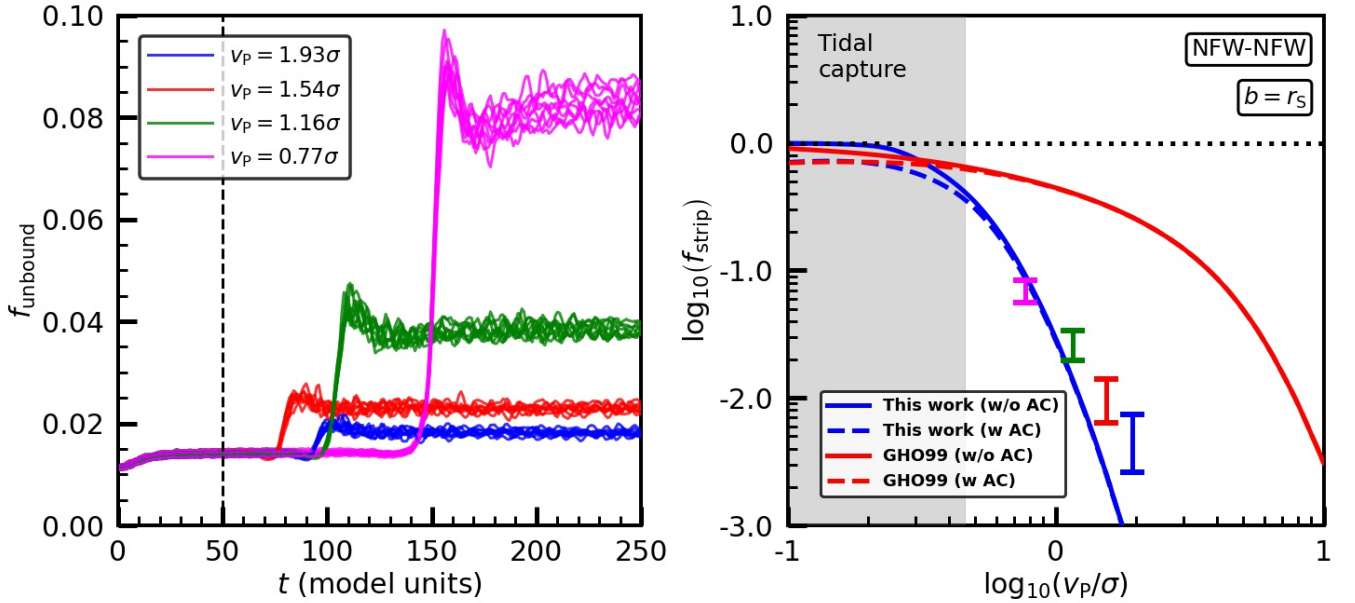 0.10
0.08
0.06
0.04
0.02
0.00
f_unbound
v_P = 1.93σ
v_P = 1.54σ
v_P = 1.16σ
v_P = 0.77σ
0 50 100 150 200 250
t (model units)
1.0
0.0
-1.0
-2.0
-3.0
log₁₀(f_strip)
Tidal
capture
NFW-NFW
b = r_S
This work (w/o AC)
This work (w AC)
GHO99 (w/o AC)
GHO99 (w AC)
-1 0 1
log₁₀(v_P/σ)